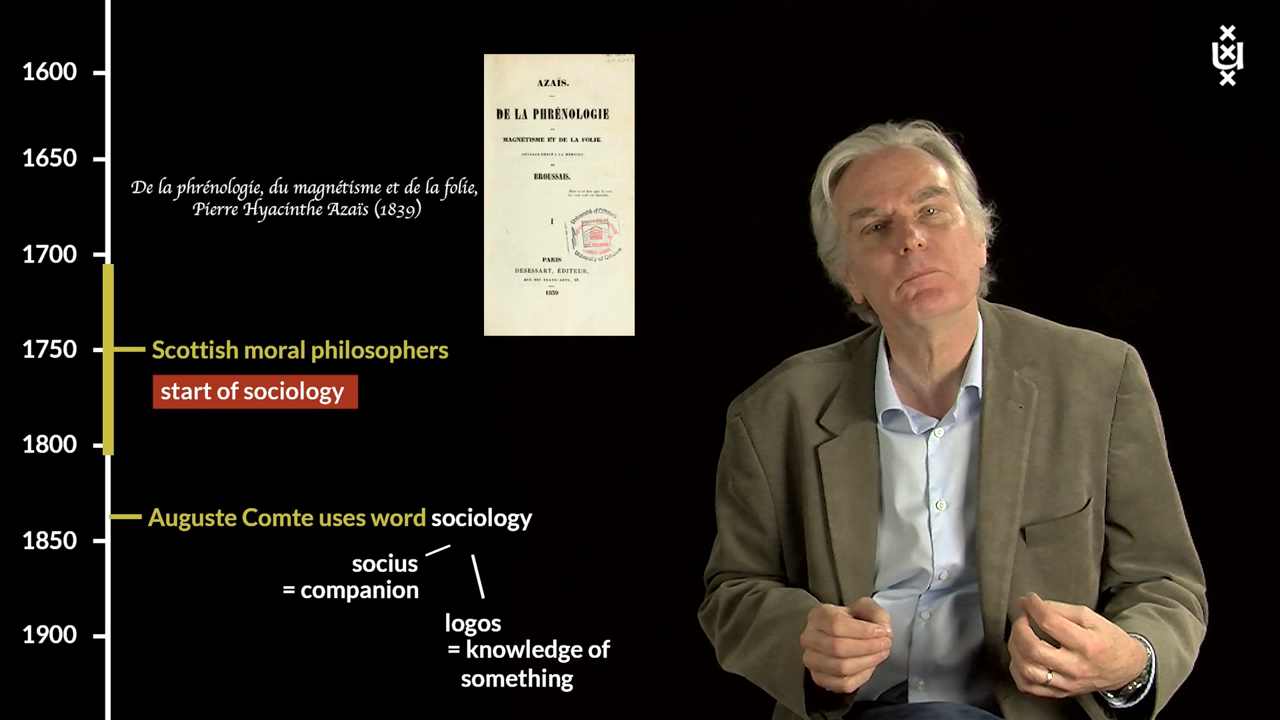 1600
1650
De la phrénologie, du magnétisme et de la folie,
Pierre Hyacinthe Azaïs (1839)
1700
1750
Scottish moral philosophers
start of sociology
1800
Auguste Comte uses word sociology
1850
socius
= companion
logos
= knowledge of
something
1900
AZAÏS.
DE LA PHRÉNOLOGIE
MAGNÉTISME ET DE LA FOLIE.
BROUSSAIS.
I
PARIS
DESESSART, ÉDITEUR,
1839